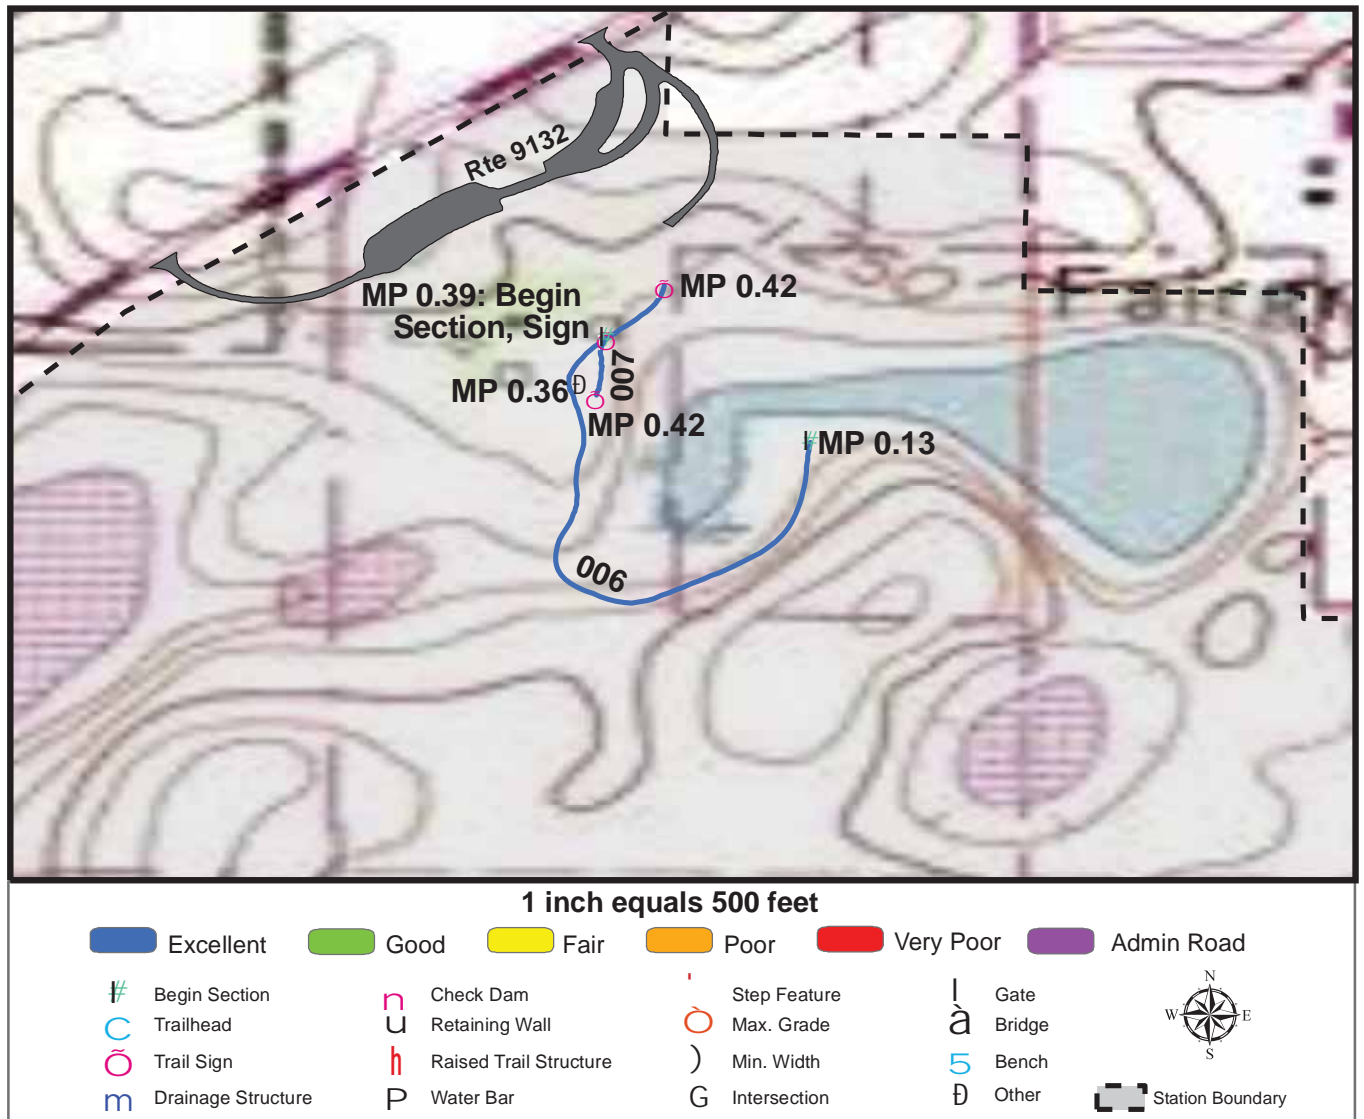 Rte 9132
MP 0.39: Begin
Section, Sign
MP 0.42
007
MP 0.36
Đ
MP 0.42
MP 0.13
006
1 inch equals 500 feet
Excellent
Good
Fair
Poor
Very Poor
Admin Road
# Begin Section
C Trailhead
Õ Trail Sign
m Drainage Structure
n Check Dam
u Retaining Wall
h Raised Trail Structure
P Water Bar
' Step Feature
Ò Max. Grade
) Min. Width
G Intersection
I Gate
à Bridge
5 Bench
Đ Other
N
W E
S
Station Boundary